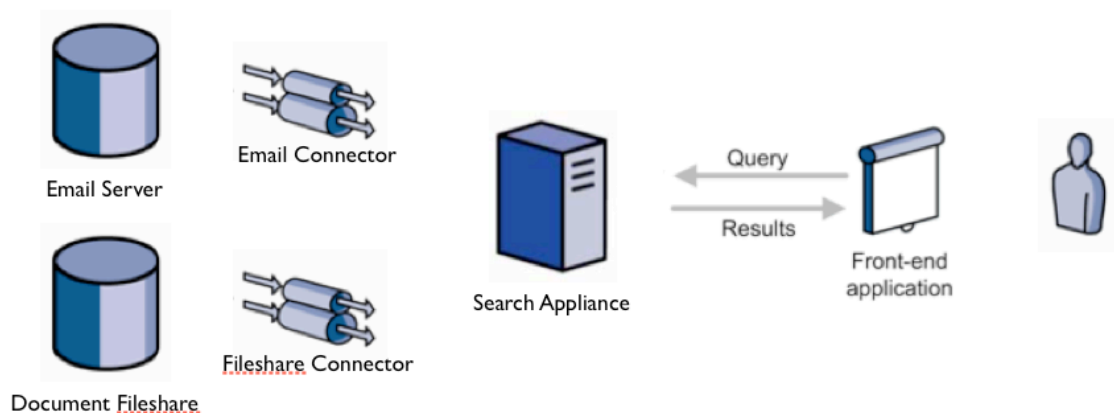 Email Server
Email Connector
Document Fileshare
Fileshare Connector
Search Appliance
Query
Results
Front-end
application